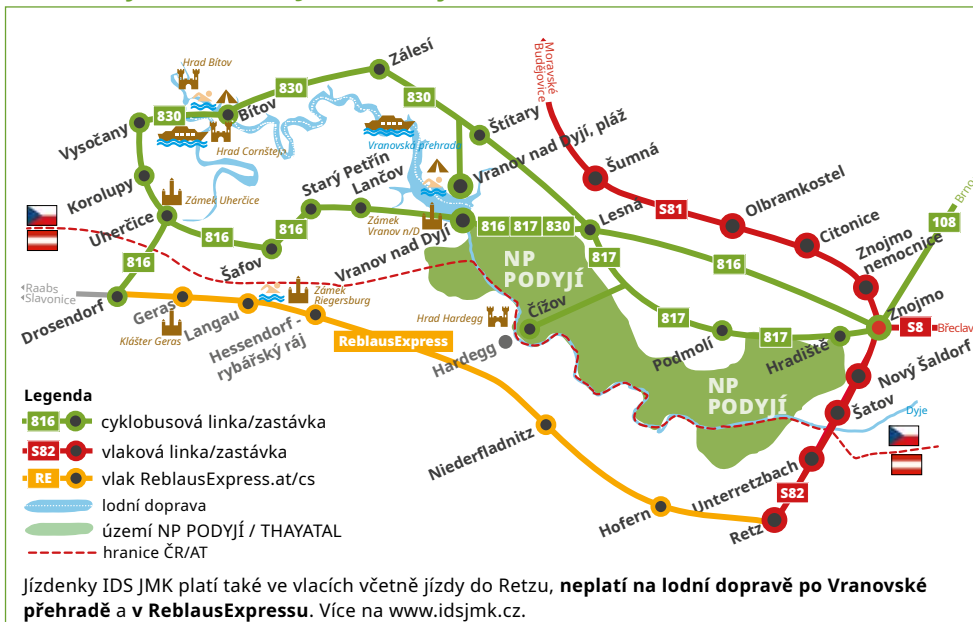 Moravské
Budějovice
Zálesí
Hrad Bítov
830
830
830
Bítov
Štítary
Vysočany
Hrad Cornštejn
Vranovská přehrada
Vranov nad Dyjí, pláž
Šumná
Korolupy
Starý Petřín
Lančov
Zámek Uherčice
S81
Olbramkostel
Brno
Uherčice
816
816
Zámek
Vranov n/D
816 817 830
Lesná
108
Citonice
Znojmo
nemocnice
816
Šafov
Vranov nad Dyjí
NP
PODYJÍ
817
816
Raabs
Slavonice
Drosendorf
Geras
Langau
Zámek
Riegersburg
Čížov
Znojmo
Klášter Geras
Hessendorf -
rybářský ráj
ReblausExpress
Hrad Hardegg
Hardegg
817
Podmolí
817
Hradiště
S8
Břeclav
Nový Šaldorf
NP
PODYJÍ
Šatov
Dyje
Niederfladnitz
Unterretzbach
S82
Hofern
Retz
Legenda
816 cyklobusová linka/zastávka
S82 vlaková linka/zastávka
RE vlak ReblausExpress.at/cs
lodní doprava
území NP PODYJÍ / THAYATAL
hranice ČR/AT
Jízdenky IDS JMK platí také ve vlacích včetně jízdy do Retzu, neplatí na lodní dopravě po Vranovské
přehradě a v ReblausExpressu. Více na www.idsjmk.cz.